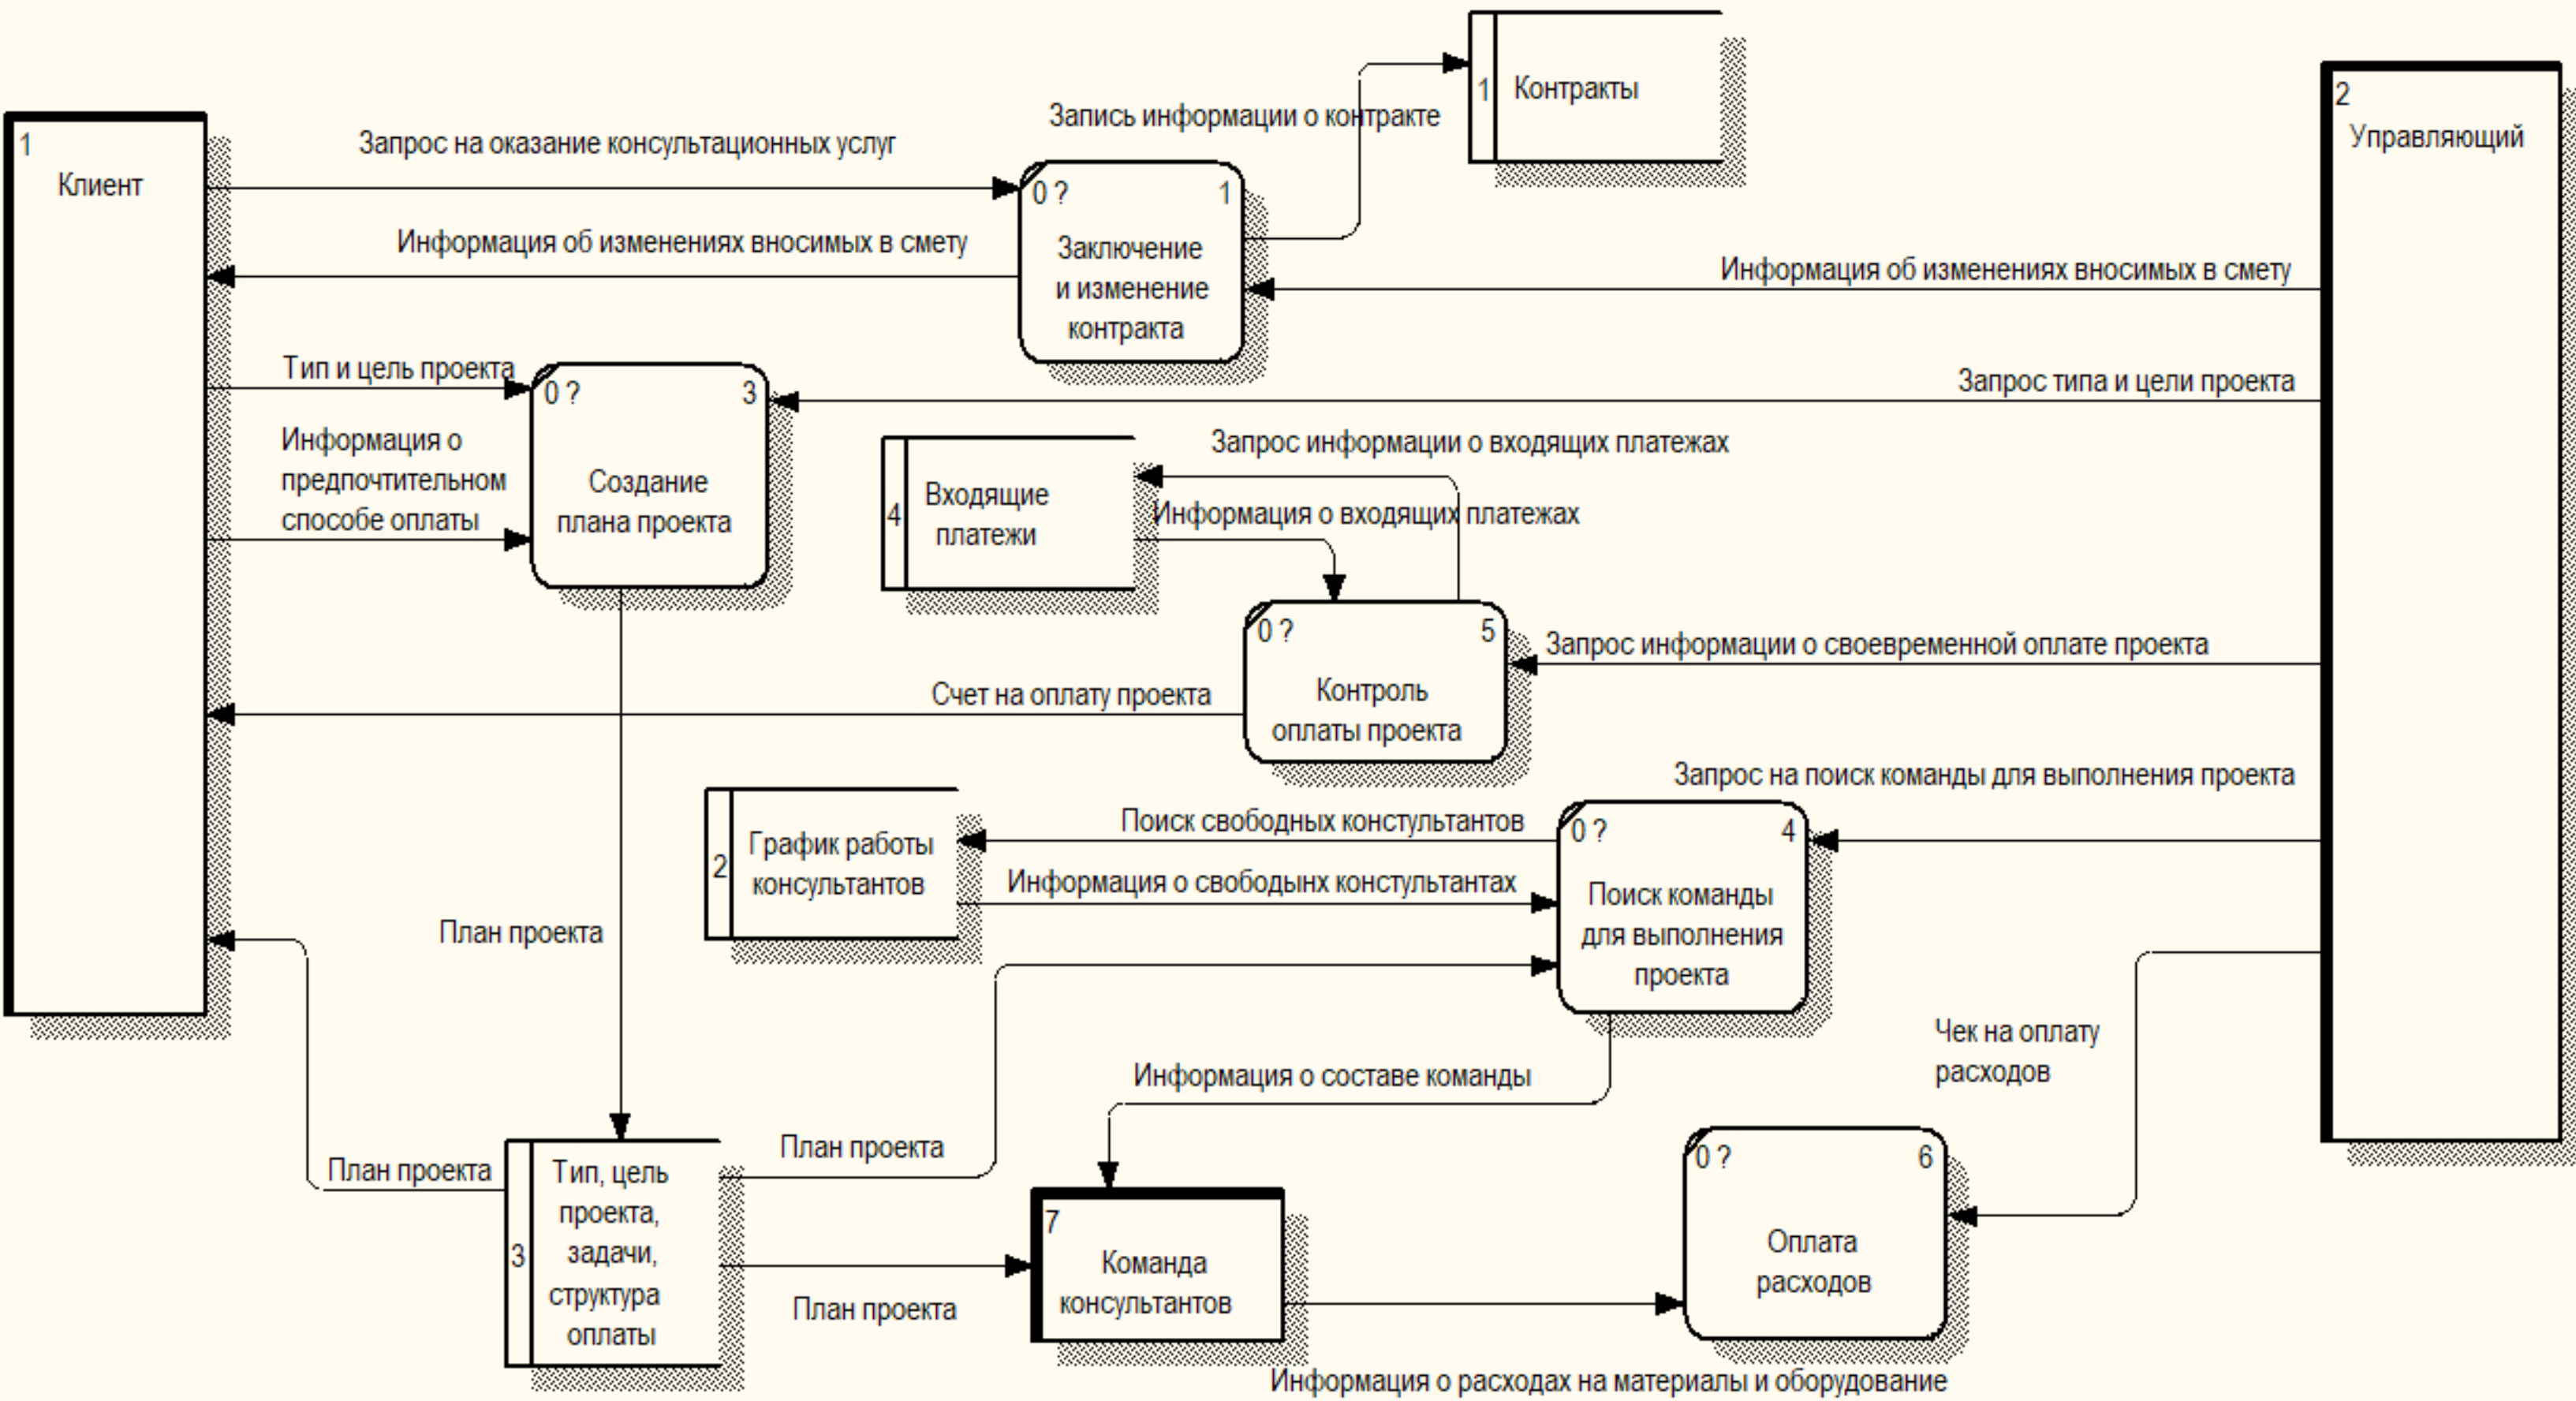 1
Контракты
Запись информации о контракте
1
Клиент
Запрос на оказание консультационных услуг
0 ?
1
Заключение
и изменение
контракта
2
Управляющий
Информация об изменениях вносимых в смету
Информация об изменениях вносимых в смету
Тип и цель проекта
0 ?
3
Создание
плана проекта
Запрос типа и цели проекта
Информация о
предпочтительном
способе оплаты
4
Входящие
платежи
Запрос информации о входящих платежах
Информация о входящих платежах
0 ?
5
Контроль
оплаты проекта
Запрос информации о своевременной оплате проекта
Счет на оплату проекта
Запрос на поиск команды для выполнения проекта
2
График работы
консультантов
Поиск свободных констультантов
Информация о свободынх констультантах
0 ?
4
Поиск команды
для выполнения
проекта
План проекта
Чек на оплату
расходов
Информация о составе команды
План проекта
План проекта
3
Тип, цель
проекта,
задачи,
структура
оплаты
План проекта
7
Команда
консультантов
0 ?
6
Оплата
расходов
Информация о расходах на материалы и оборудование